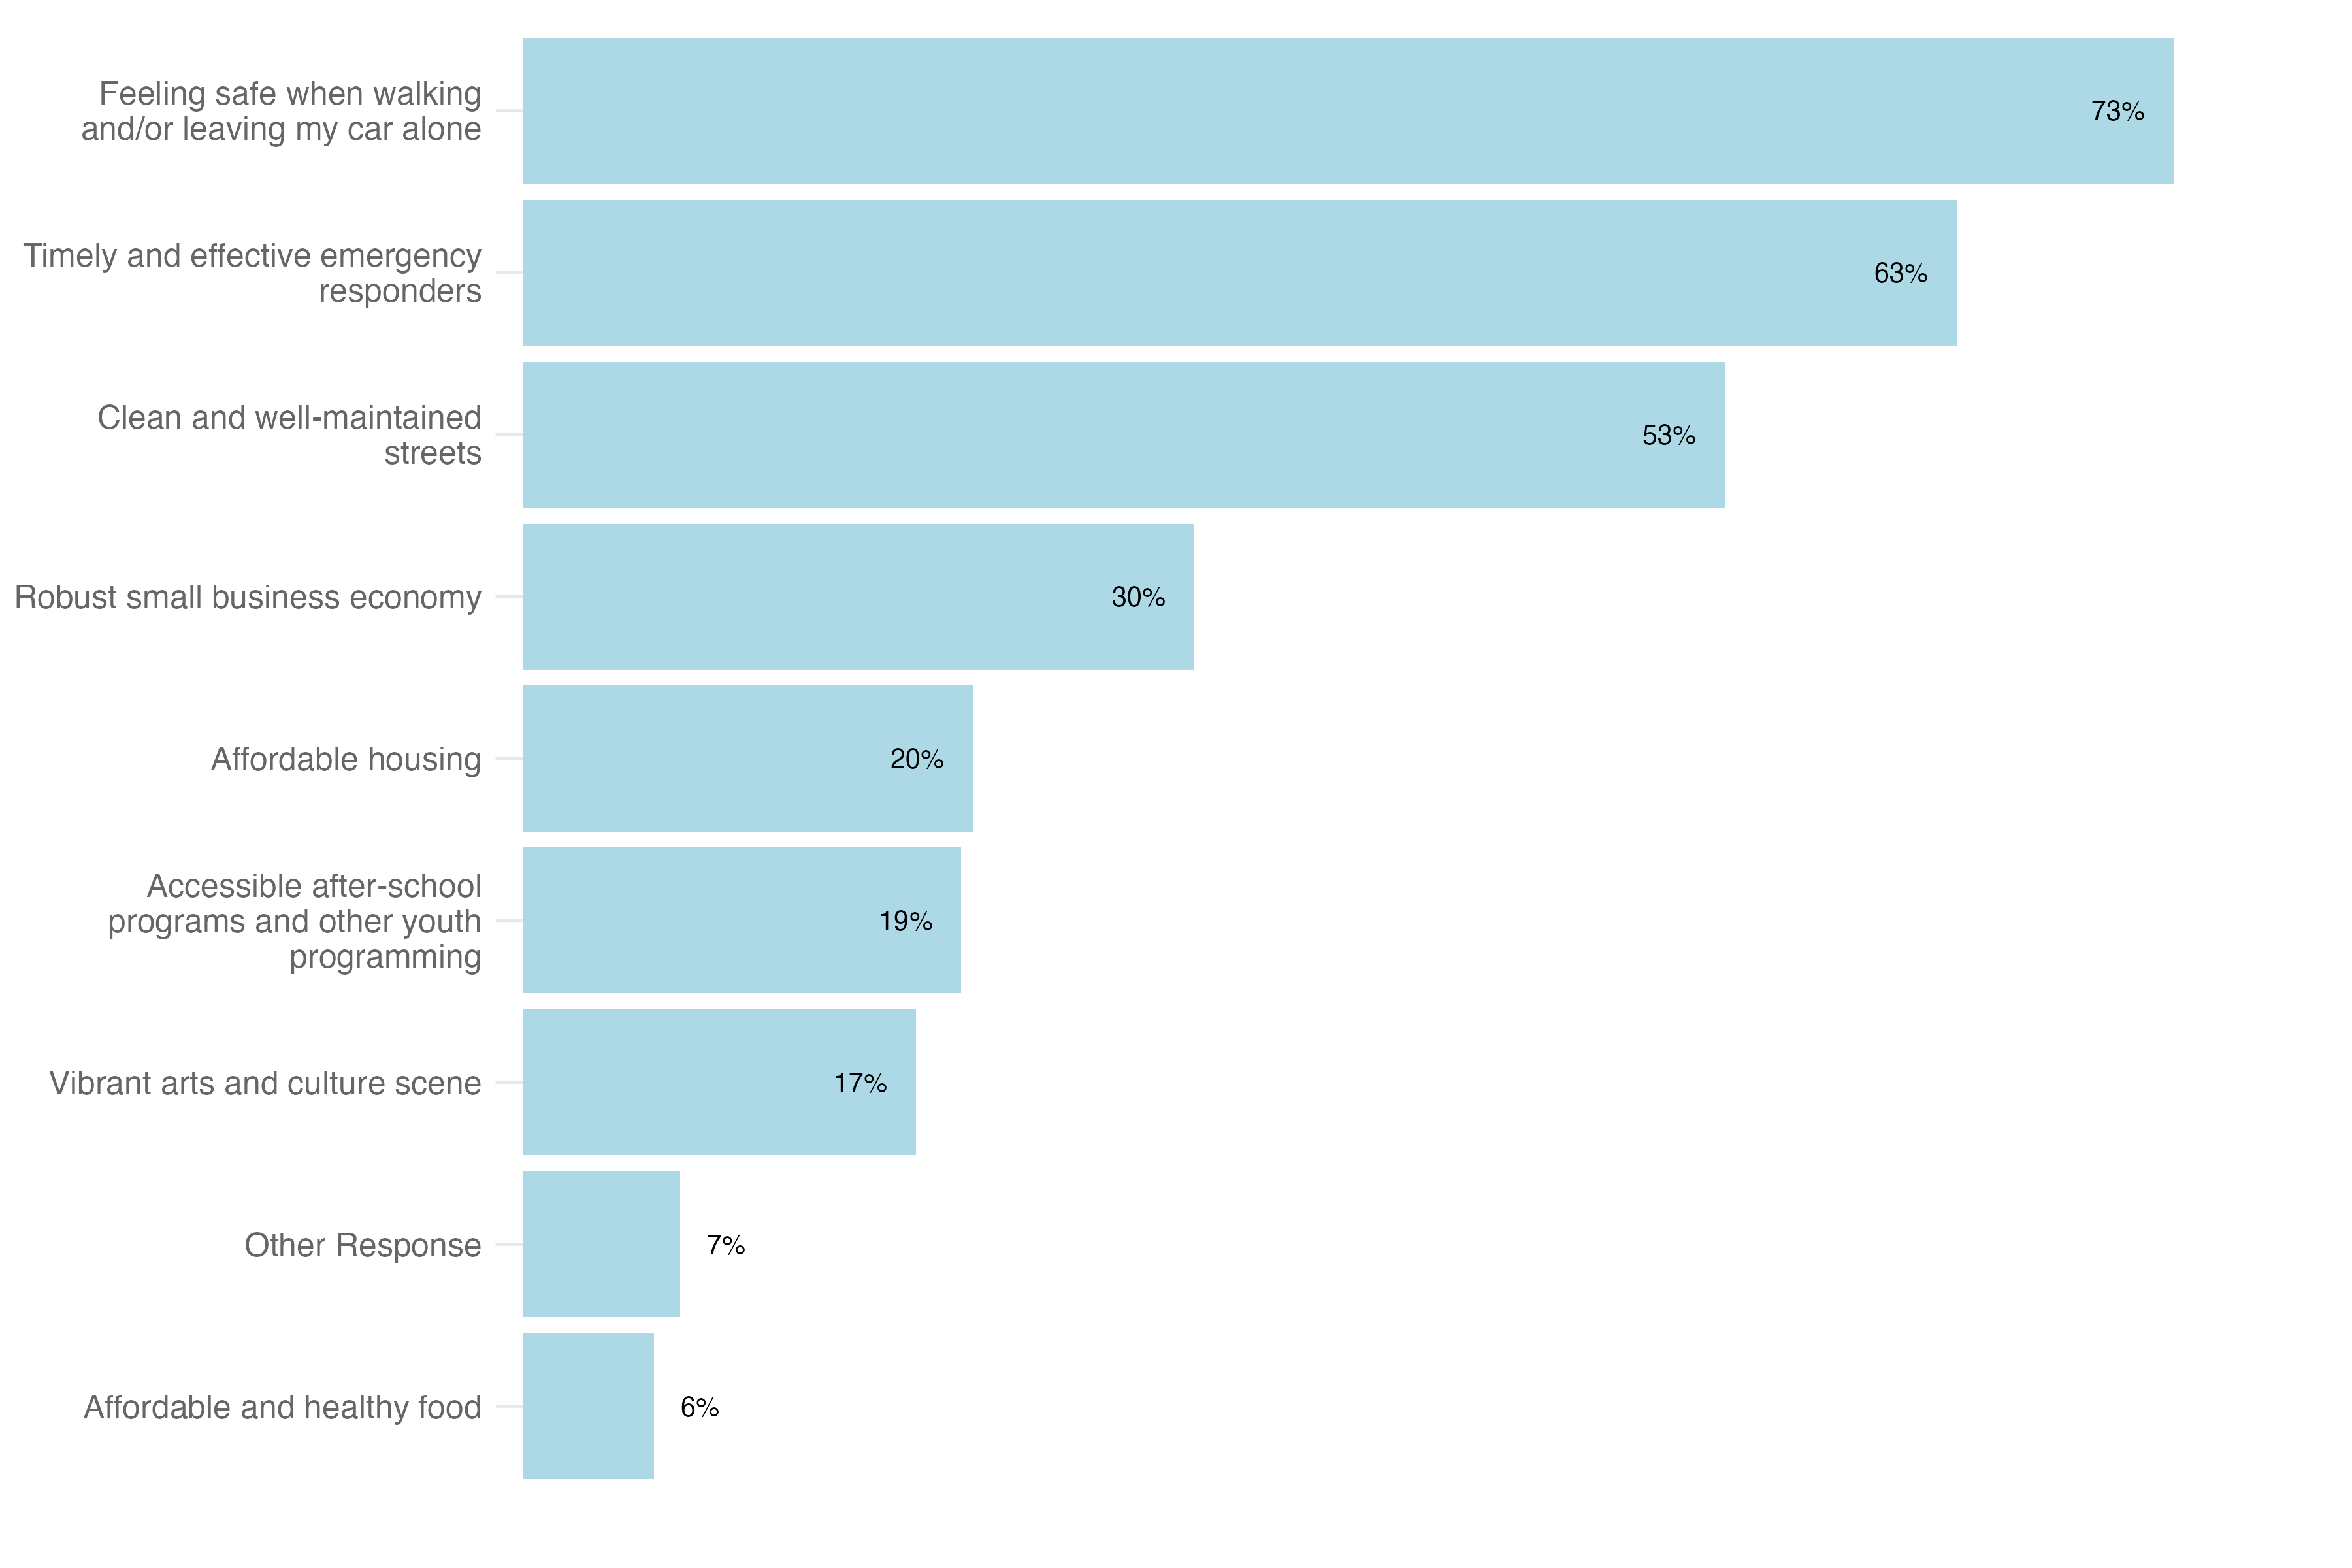 Feeling safe when walking
and/or leaving my car alone
73%
Timely and effective emergency
responders
63%
Clean and well-maintained
streets
53%
Robust small business economy
30%
Affordable housing
20%
Accessible after-school
programs and other youth
programming
19%
Vibrant arts and culture scene
17%
Other Response
7%
Affordable and healthy food
6%